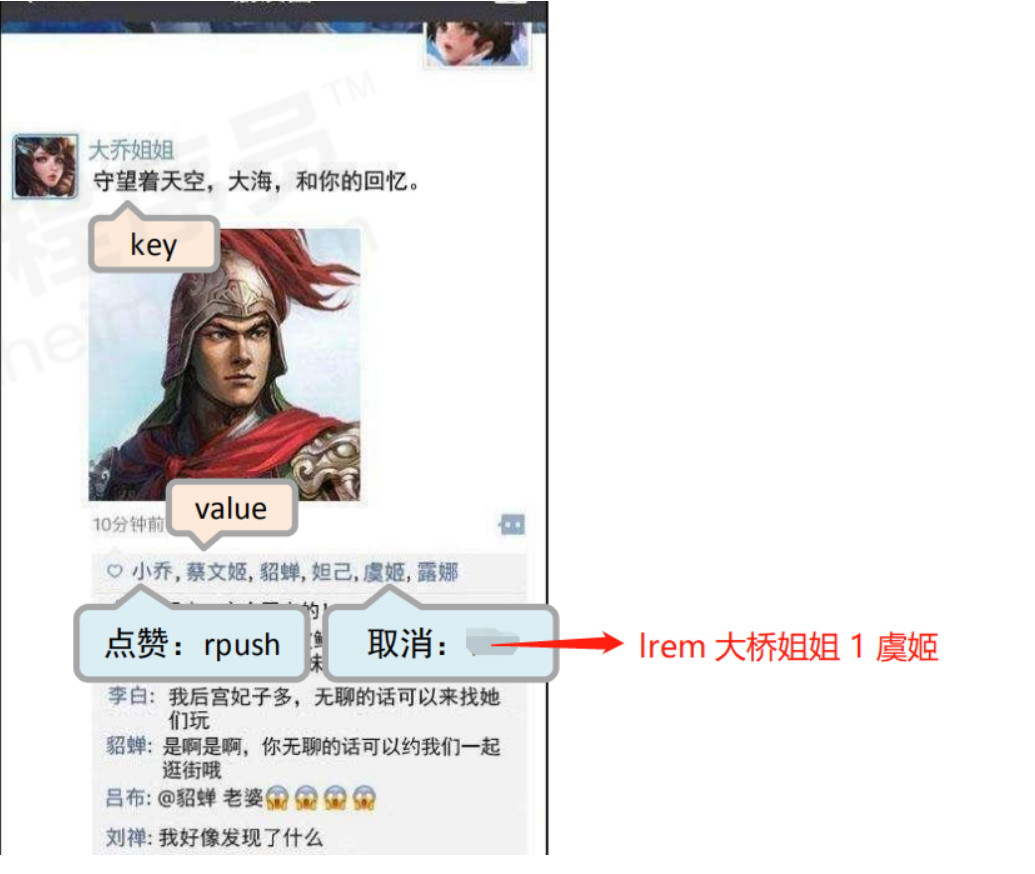 大乔姐姐
守望着天空，大海，和你的回忆。
key
value
10分钟前
小乔, 蔡文姬, 貂蝉, 妲己, 虞姬, 露娜
点赞：rpush
取消：
lrem 大桥姐姐 1 虞姬
李白: 我后宫妃子多，无聊的话可以来找她
们玩
貂蝉: 是啊是啊，你无聊的话可以约我们一起
逛街哦
吕布: @貂蝉 老婆😱😱😱😱
刘禅: 我好像发现了什么